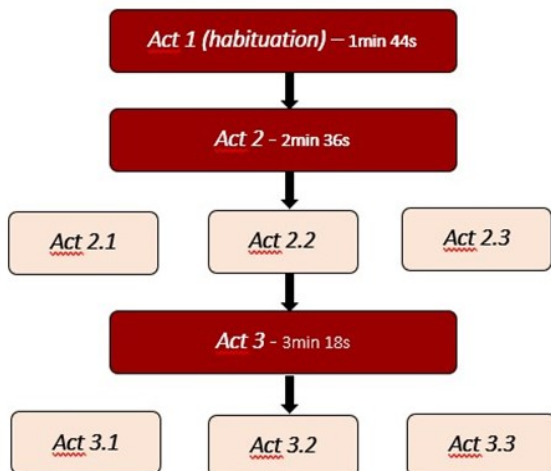 Act 1 (habituation) – 1min 44s
Act 2 - 2min 36s
Act 2.1
Act 2.2
Act 2.3
Act 3 - 3min 18s
Act 3.1
Act 3.2
Act 3.3